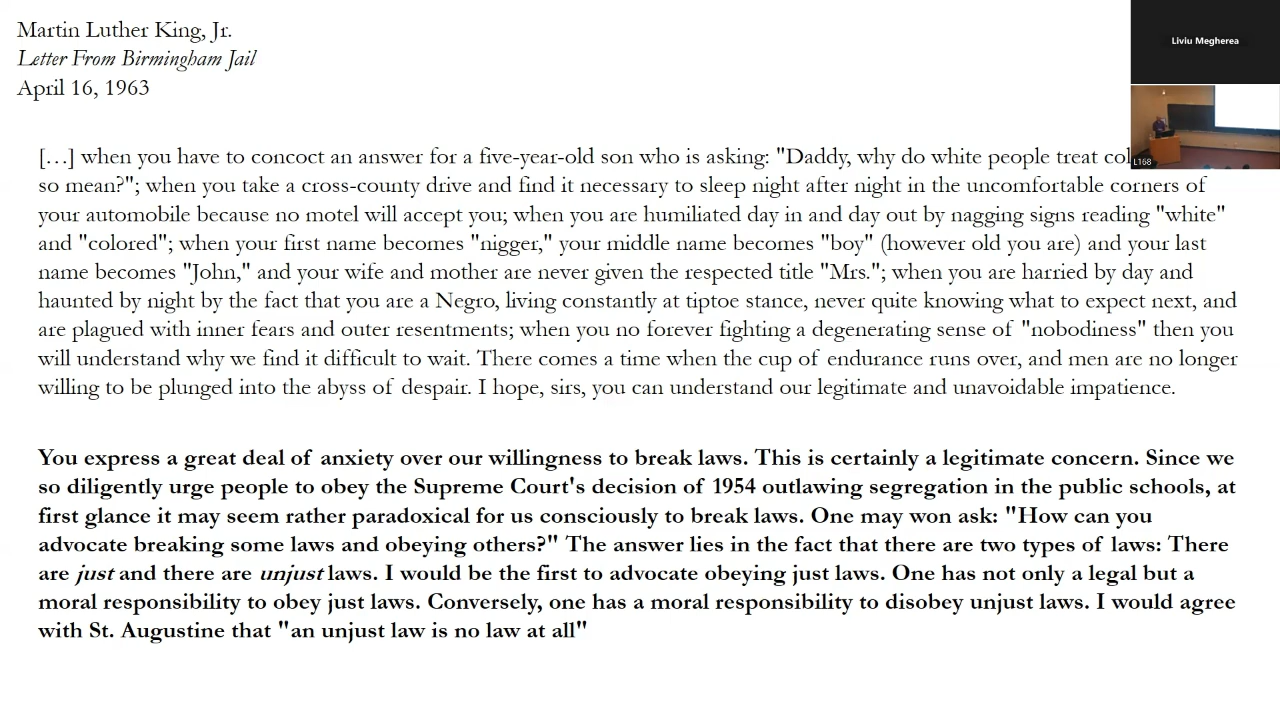 Martin Luther King, Jr.
Letter From Birmingham Jail
April 16, 1963
Liviu Megherea
L168
[…] when you have to concoct an answer for a five-year-old son who is asking: "Daddy, why do white people treat
so mean?"; when you take a cross-county drive and find it necessary to sleep night after night in the uncomfortable corners of
your automobile because no motel will accept you; when you are humiliated day in and day out by nagging signs reading "white"
and "colored"; when your first name becomes "nigger," your middle name becomes "boy" (however old you are) and your last
name becomes "John," and your wife and mother are never given the respected title "Mrs."; when you are harried by day and
haunted by night by the fact that you are a Negro, living constantly at tiptoe stance, never quite knowing what to expect next, and
are plagued with inner fears and outer resentments; when you no forever fighting a degenerating sense of "nobodiness" then you
will understand why we find it difficult to wait. There comes a time when the cup of endurance runs over, and men are no longer
willing to be plunged into the abyss of despair. I hope, sirs, you can understand our legitimate and unavoidable impatience.
You express a great deal of anxiety over our willingness to break laws. This is certainly a legitimate concern. Since we
so diligently urge people to obey the Supreme Court's decision of 1954 outlawing segregation in the public schools, at
first glance it may seem rather paradoxical for us consciously to break laws. One may won ask: "How can you
advocate breaking some laws and obeying others?" The answer lies in the fact that there are two types of laws: There
are just and there are unjust laws. I would be the first to advocate obeying just laws. One has not only a legal but a
moral responsibility to obey just laws. Conversely, one has a moral responsibility to disobey unjust laws. I would agree
with St. Augustine that "an unjust law is no law at all"